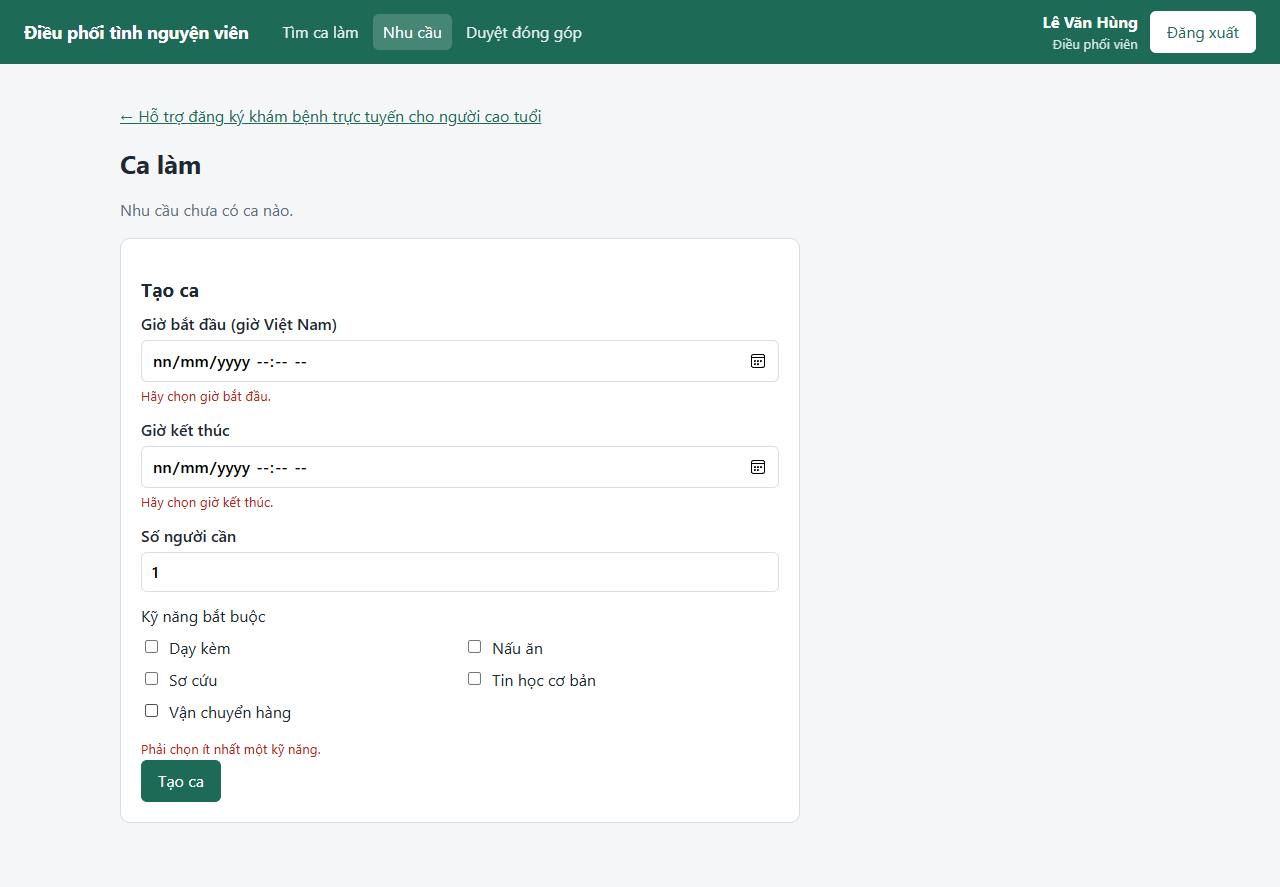 Điều phối tình nguyện viên
Tìm ca làm
Nhu cầu
Duyệt đóng góp
Lê Văn Hùng
Điều phối viên
Đăng xuất
← Hỗ trợ đăng ký khám bệnh trực tuyến cho người cao tuổi
Ca làm
Nhu cầu chưa có ca nào.
Tạo ca
Giờ bắt đầu (giờ Việt Nam)
nn/mm/yyyy --:-- --
Hãy chọn giờ bắt đầu.
Giờ kết thúc
nn/mm/yyyy --:-- --
Hãy chọn giờ kết thúc.
Số người cần
1
Kỹ năng bắt buộc
Dạy kèm
Nấu ăn
Sơ cứu
Tin học cơ bản
Vận chuyển hàng
Phải chọn ít nhất một kỹ năng.
Tạo ca